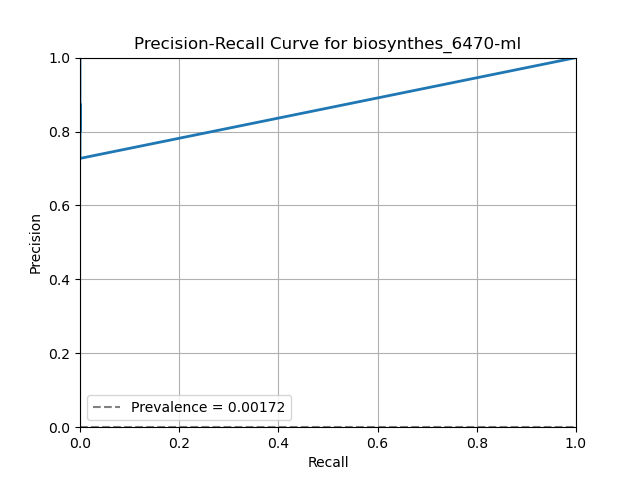 Precision-Recall Curve for biosynthes_6470-ml
1.0
0.8
0.6
0.4
0.2
0.0
Precision
Prevalence = 0.00172
0.0 0.2 0.4 0.6 0.8 1.0
Recall